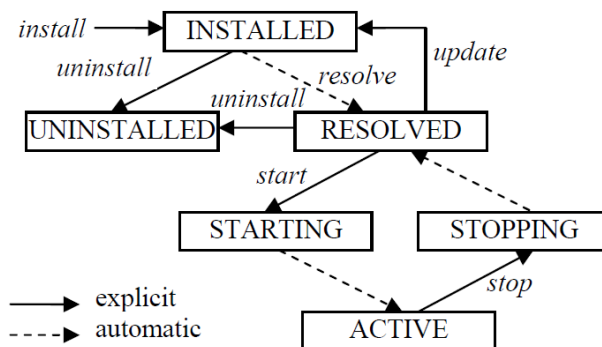 install
INSTALLED
update
uninstall
resolve
uninstall
UNINSTALLED
RESOLVED
start
STARTING
STOPPING
stop
explicit
automatic
ACTIVE